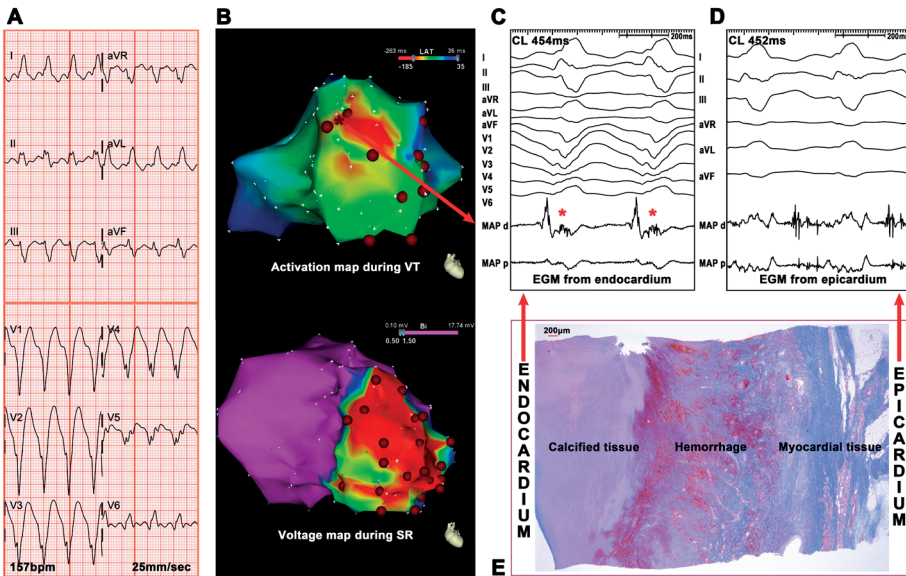 A
I
aVR
II
aVL
III
aVF
V1
V4
V2
V5
V3
V6
157bpm 25mm/sec
B
-263 ms LAT 35 ms
-185 35
*
Activation map during VT
0.10 mV Bi 17.74 mV
0.50 1.50
Voltage map during SR
C
CL 454ms
200ms
I
II
III
aVR
aVL
aVF
V1
V2
V3
V4
V5
V6
MAP d
* *
MAP p
EGM from endocardium
D
CL 452ms
200ms
I
II
III
aVR
aVL
aVF
MAP d
MAP p
EGM from epicardium
200µm
ENDOCARDIUM
Calcified tissue Hemorrhage Myocardial tissue
EPICARDIUM
E